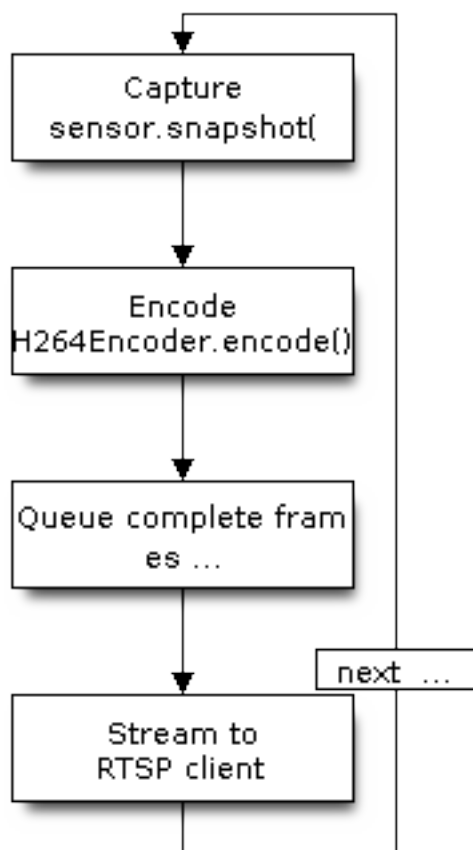 Capture
sensor.snapshot(
Encode
H264Encoder.encode()
Queue complete fram
es ...
next ...
Stream to
RTSP client